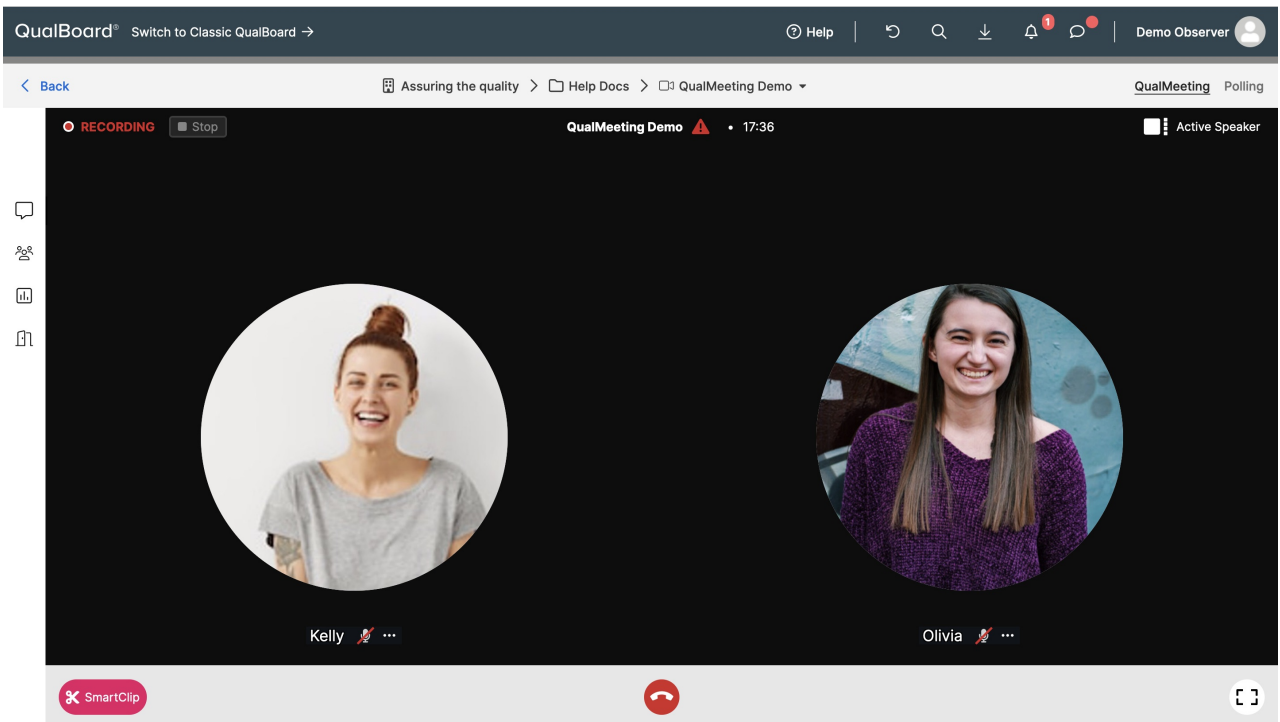 QualBoard® Switch to Classic QualBoard → Help 1 Demo Observer
Back Assuring the quality Help Docs QualMeeting Demo QualMeeting Polling
RECORDING Stop QualMeeting Demo • 17:36 Active Speaker
Kelly Olivia
SmartClip